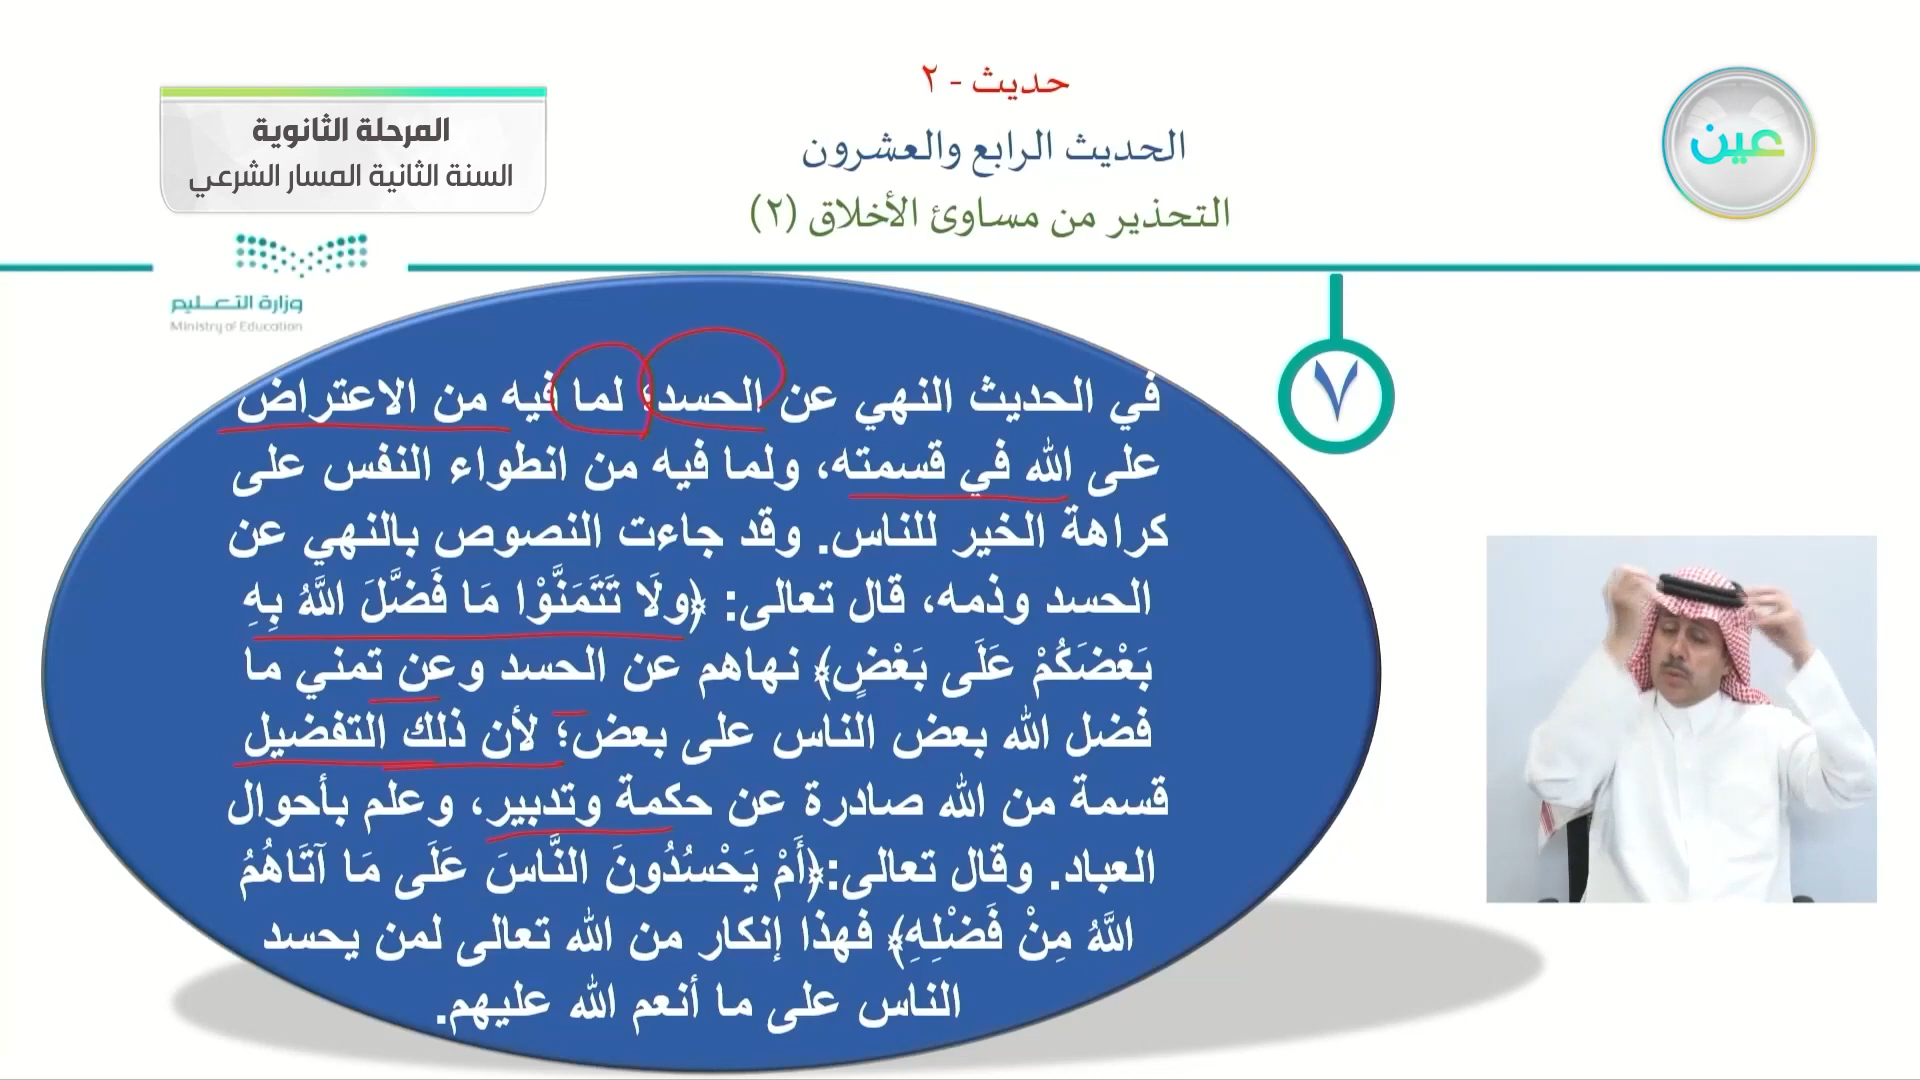 حديث - ٢
الحديث الرابع والعشرون
التحذير من مساوئ الأخلاق (٢)
عين
المرحلة الثانوية
السنة الثانية المسار الشرعي
وزارة التعليم
Ministry of Education
٧
في الحديث النهي عن الحسد؛ لما فيه من الاعتراض
على الله في قسمته، ولما فيه من انطواء النفس على
كراهة الخير للناس. وقد جاءت النصوص بالنهي عن
الحسد وذمه، قال تعالى: ﴿ولَا تَتَمَنَّوْا مَا فَضَّلَ اللَّهُ بِهِ
بَعْضَكُمْ عَلَى بَعْضٍ﴾ نهاهم عن الحسد وعن تمني ما
فضل الله بعض الناس على بعض؛ لأن ذلك التفضيل
قسمة من الله صادرة عن حكمة وتدبير، وعلم بأحوال
العباد. وقال تعالى:﴿أَمْ يَحْسُدُونَ النَّاسَ عَلَى مَا آتَاهُمُ
اللَّهُ مِنْ فَضْلِهِ﴾ فهذا إنكار من الله تعالى لمن يحسد
الناس على ما أنعم الله عليهم.